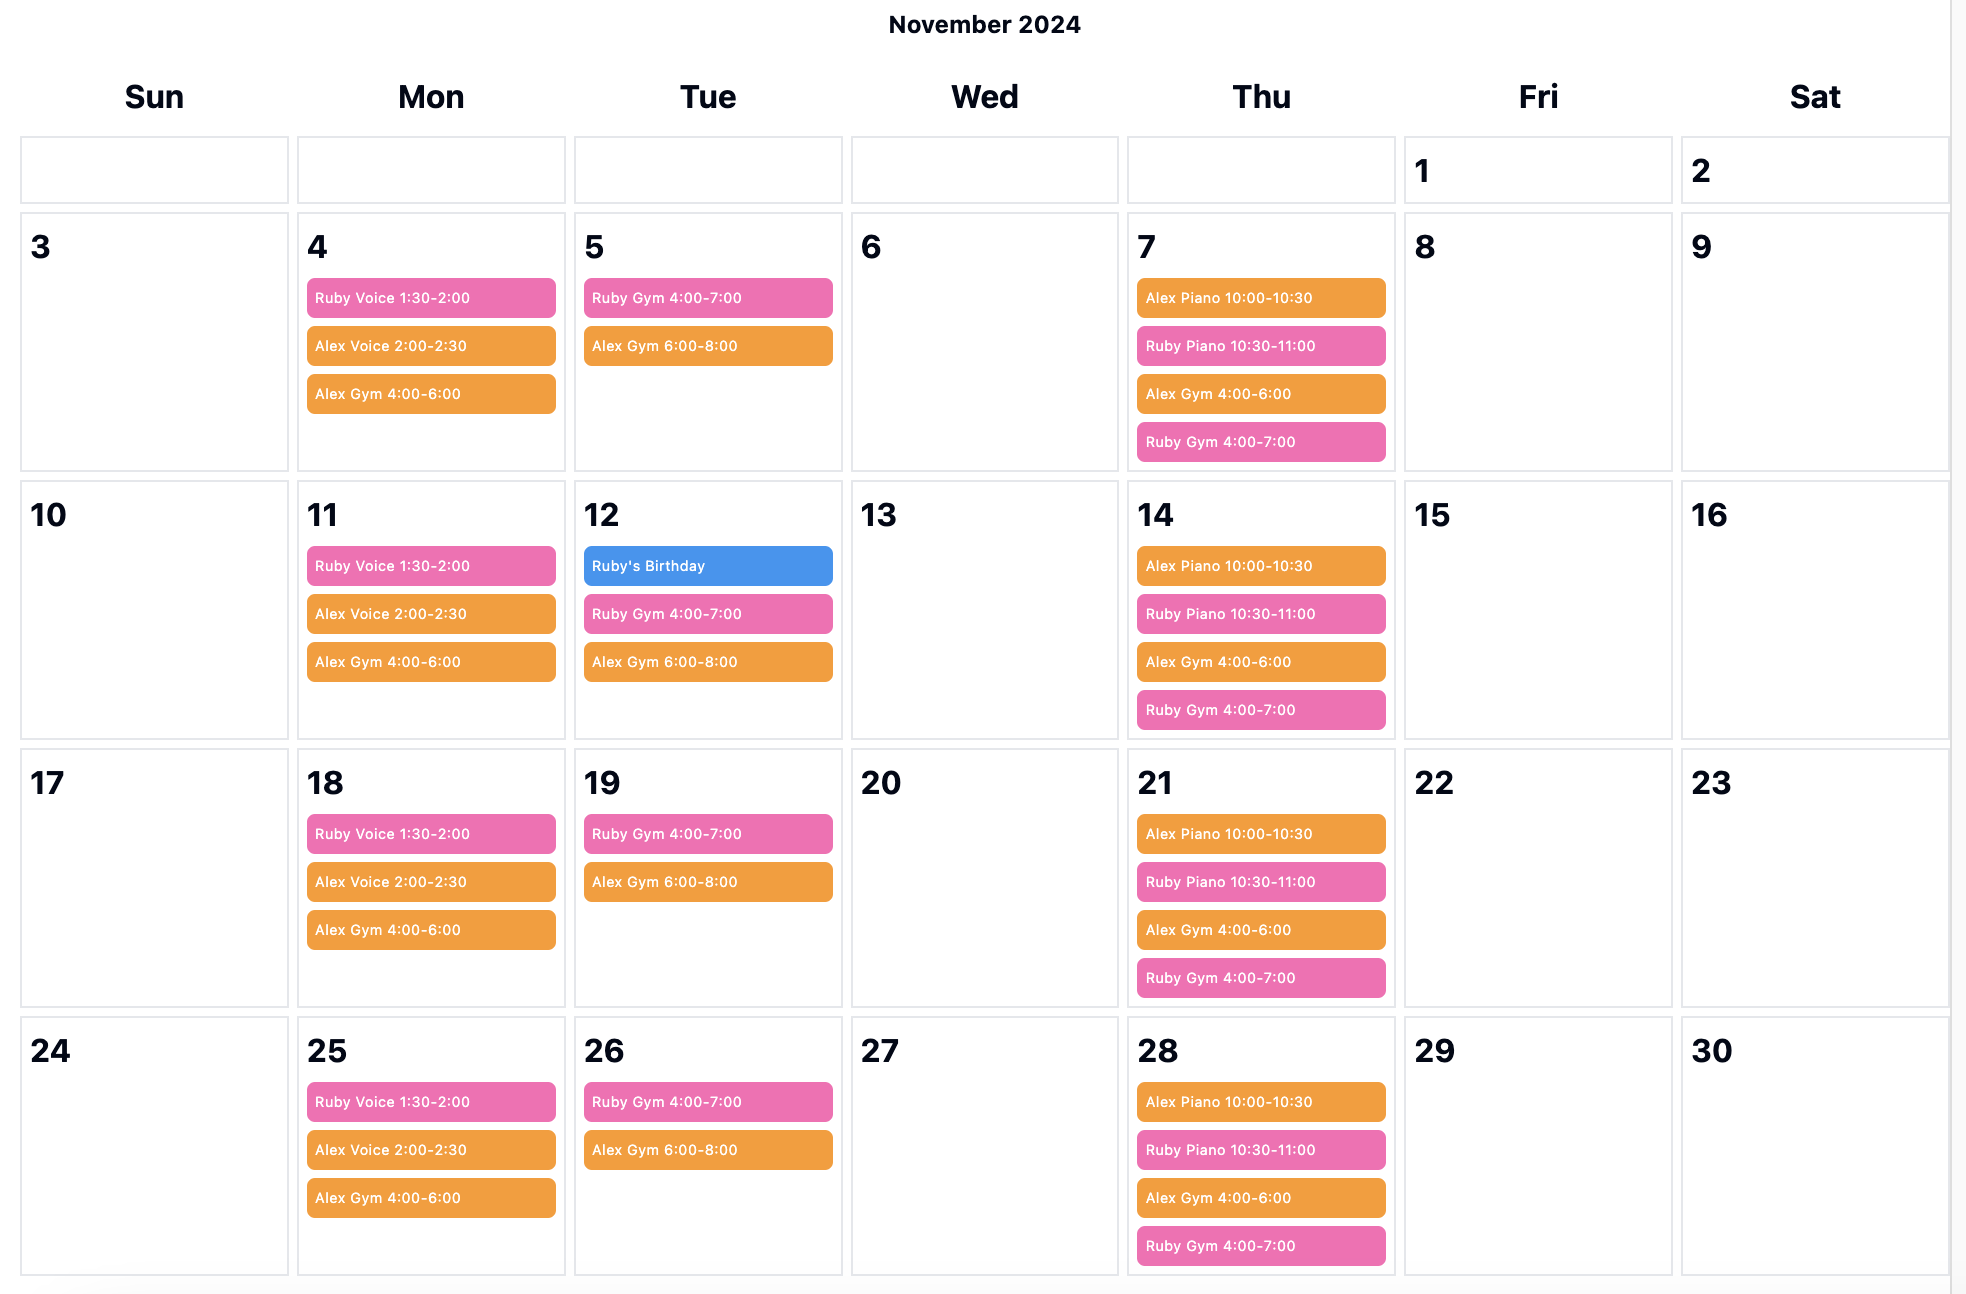 November 2024
Sun Mon Tue Wed Thu Fri Sat
1 2
3 4 5 6 7 8 9
Ruby Voice 1:30-2:00 Ruby Gym 4:00-7:00 Alex Piano 10:00-10:30
Alex Voice 2:00-2:30 Alex Gym 6:00-8:00 Ruby Piano 10:30-11:00
Alex Gym 4:00-6:00 Alex Gym 4:00-6:00
Ruby Gym 4:00-7:00
10 11 12 13 14 15 16
Ruby Voice 1:30-2:00 Ruby's Birthday Alex Piano 10:00-10:30
Alex Voice 2:00-2:30 Ruby Gym 4:00-7:00 Ruby Piano 10:30-11:00
Alex Gym 4:00-6:00 Alex Gym 6:00-8:00 Alex Gym 4:00-6:00
Ruby Gym 4:00-7:00
17 18 19 20 21 22 23
Ruby Voice 1:30-2:00 Ruby Gym 4:00-7:00 Alex Piano 10:00-10:30
Alex Voice 2:00-2:30 Alex Gym 6:00-8:00 Ruby Piano 10:30-11:00
Alex Gym 4:00-6:00 Alex Gym 4:00-6:00
Ruby Gym 4:00-7:00
24 25 26 27 28 29 30
Ruby Voice 1:30-2:00 Ruby Gym 4:00-7:00 Alex Piano 10:00-10:30
Alex Voice 2:00-2:30 Alex Gym 6:00-8:00 Ruby Piano 10:30-11:00
Alex Gym 4:00-6:00 Alex Gym 4:00-6:00
Ruby Gym 4:00-7:00